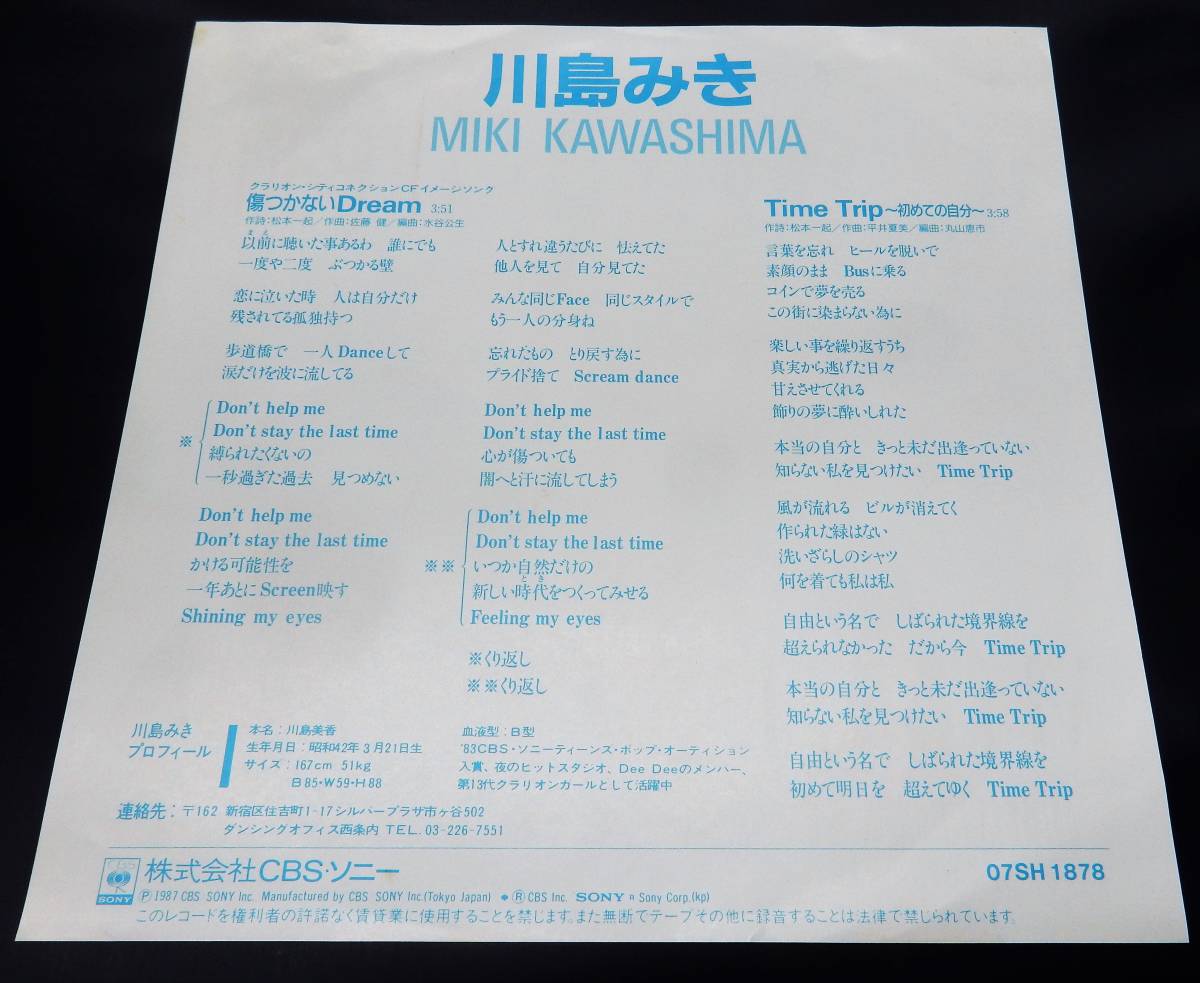 川島みき
MIKI KAWASHIMA
クラリオン・シティコネクションCFイメージソング
傷つかないDream 3:51
作詩:松本一起/作曲:佐藤 健/編曲:水谷公生
まえ
以前に聴いた事あるわ 誰にでも
一度や二度 ぶつかる壁
恋に泣いた時 人は自分だけ
残されてる孤独持つ
歩道橋で 一人Danceして
涙だけを波に流してる
※
Don't help me
Don't stay the last time
縛られたくないの
一秒過ぎた過去 見つめない
Don't help me
Don't stay the last time
かける可能性を
一年あとにScreen映す
Shining my eyes
人とすれ違うたびに 怯えてた
他人を見て 自分見てた
みんな同じFace 同じスタイルで
もう一人の分身ね
忘れたもの とり戻す為に
プライド捨て Scream dance
Don't help me
Don't stay the last time
心が傷ついても
闇へと汗に流してしまう
※※
Don't help me
Don't stay the last time
いつか自然だけの
とき
新しい時代をつくってみせる
Feeling my eyes
※くり返し
※※くり返し
Time Trip〜初めての自分〜3:58
作詩:松本一起/作曲:平井夏美/編曲:丸山恵市
言葉を忘れ ヒールを脱いで
素顔のまま Busに乗る
コインで夢を売る
この街に染まらない為に
楽しい事を繰り返すうち
真実から逃げた日々
甘えさせてくれる
飾りの夢に酔いしれた
本当の自分と きっと未だ出逢っていない
知らない私を見つけたい Time Trip
風が流れる ビルが消えてく
作られた緑はない
洗いざらしのシャツ
何を着ても私は私
自由という名で しばられた境界線を
超えられなかった だから今 Time Trip
本当の自分と きっと未だ出逢っていない
知らない私を見つけたい Time Trip
自由という名で しばられた境界線を
初めて明日を 超えてゆく Time Trip
川島みき
プロフィール
本名:川島美香
生年月日:昭和42年3月21日生
サイズ:167cm 51kg
B85・W59・H88
血液型:B型
'83CBS・ソニーティーンス・ポップ・オーティション
入賞、夜のヒットスタジオ、Dee Deeのメンバー、
第13代クラリオンガールとして活躍中
連絡先:〒162 新宿区住吉町1-17シルバープラザ市ヶ谷502
ダンシングオフィス西条内 TEL.03-226-7551
CBS
SONY
株式会社CBS・ソニー
07SH 1878
Ⓟ1987 CBS SONY Inc. Manufactured by CBS SONY Inc(Tokyo Japan) ◆Ⓡ CBS Inc. SONY ® Sony Corp.(kp)
このレコードを権利者の許諾なく賃貸業に使用することを禁じます。また無断でテープその他に録音することは法律で禁じられています。